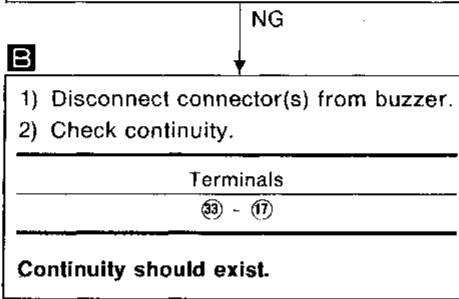 NG
B
1) Disconnect connector(s) from buzzer.
2) Check continuity.
Terminals
㉝ - ⑰
Continuity should exist.